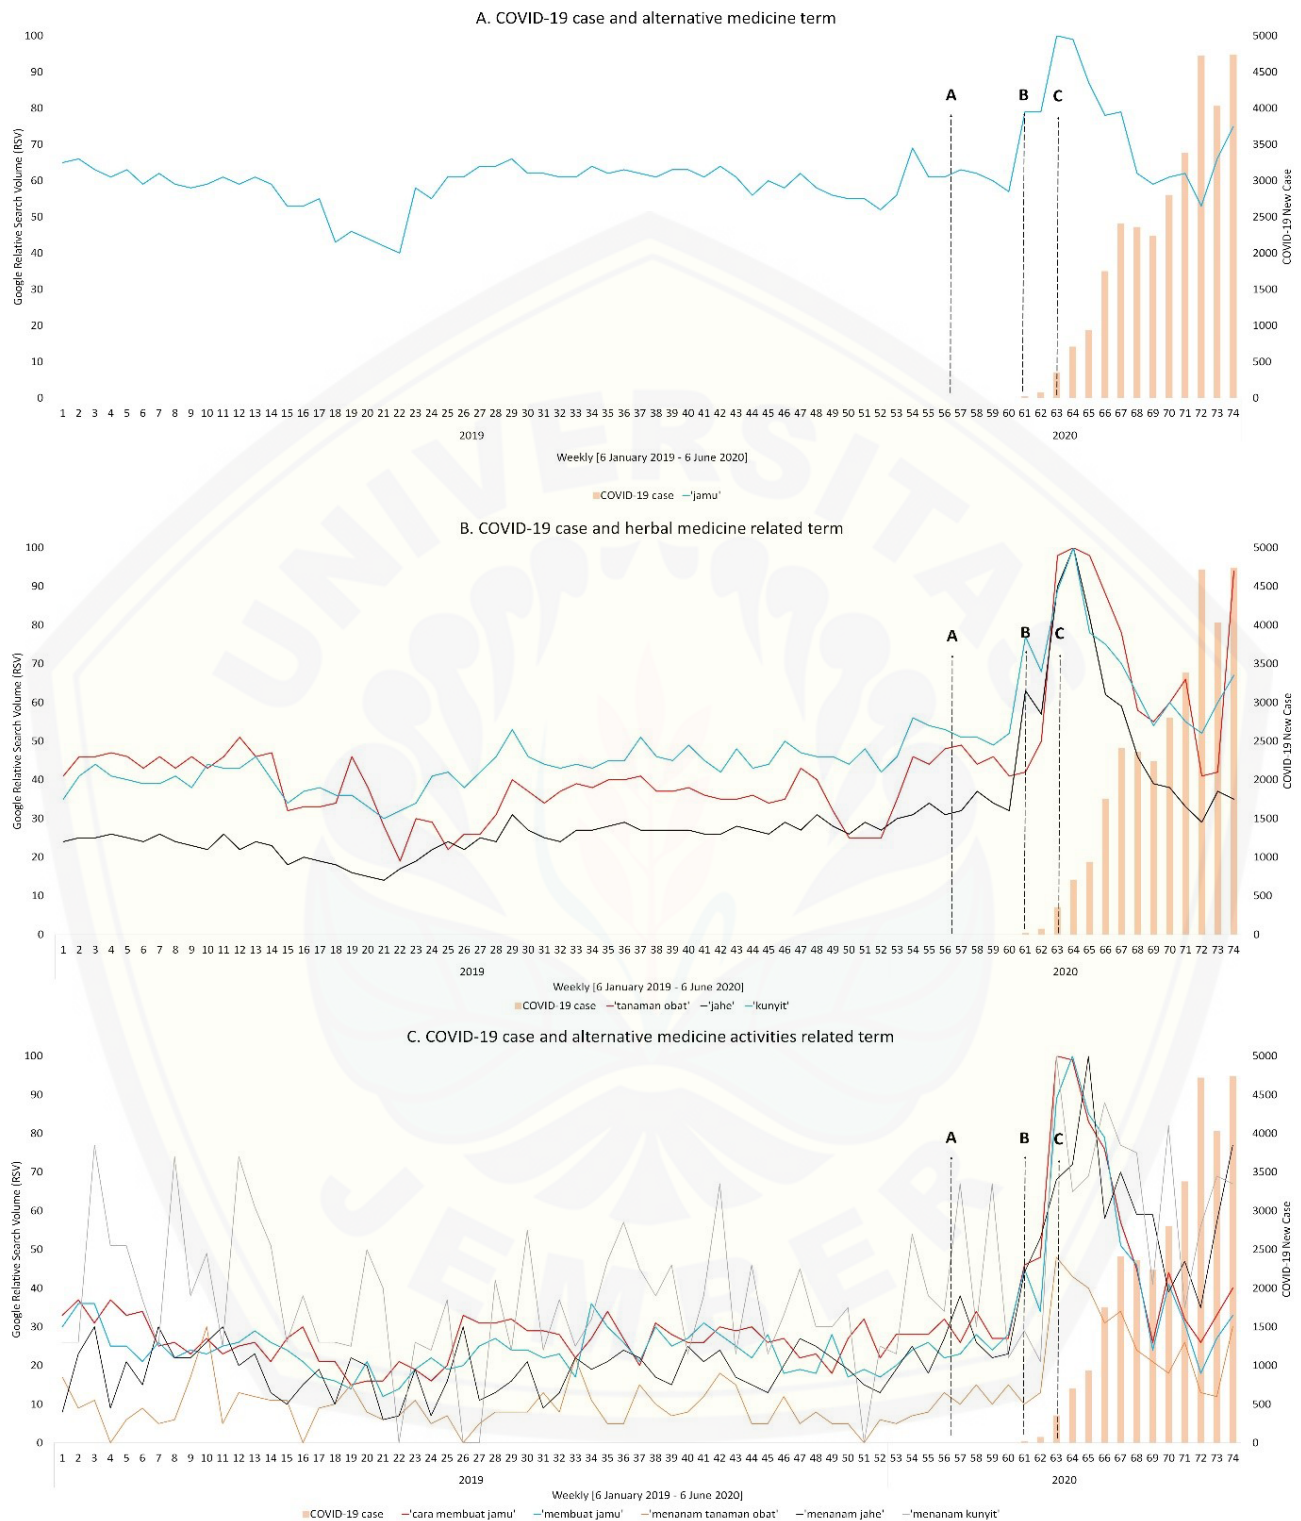 A. COVID-19 case and alternative medicine term
Google Relative Search Volume (RSV)
100
90
80
70
60
50
40
30
20
10
0
A
B
C
5000
4500
4000
3500
3000
2500
2000
1500
1000
500
0
COVID-19 New Case
1 2 3 4 5 6 7 8 9 10 11 12 13 14 15 16 17 18 19 20 21 22 23 24 25 26 27 28 29 30 31 32 33 34 35 36 37 38 39 40 41 42 43 44 45 46 47 48 49 50 51 52 53 54 55 56 57 58 59 60 61 62 63 64 65 66 67 68 69 70 71 72 73 74
2019 2020
Weekly [6 January 2019 - 6 June 2020]
COVID-19 case 'jamu'
B. COVID-19 case and herbal medicine related term
Google Relative Search Volume (RSV)
100
90
80
70
60
50
40
30
20
10
0
A
B
C
5000
4500
4000
3500
3000
2500
2000
1500
1000
500
0
COVID-19 New Case
1 2 3 4 5 6 7 8 9 10 11 12 13 14 15 16 17 18 19 20 21 22 23 24 25 26 27 28 29 30 31 32 33 34 35 36 37 38 39 40 41 42 43 44 45 46 47 48 49 50 51 52 53 54 55 56 57 58 59 60 61 62 63 64 65 66 67 68 69 70 71 72 73 74
2019 2020
Weekly [6 January 2019 - 6 June 2020]
COVID-19 case 'tanaman obat' 'jahe' 'kunyit'
C. COVID-19 case and alternative medicine activities related term
Google Relative Search Volume (RSV)
100
90
80
70
60
50
40
30
20
10
0
A
B
C
5000
4500
4000
3500
3000
2500
2000
1500
1000
500
0
COVID-19 New Case
1 2 3 4 5 6 7 8 9 10 11 12 13 14 15 16 17 18 19 20 21 22 23 24 25 26 27 28 29 30 31 32 33 34 35 36 37 38 39 40 41 42 43 44 45 46 47 48 49 50 51 52 53 54 55 56 57 58 59 60 61 62 63 64 65 66 67 68 69 70 71 72 73 74
2019 2020
Weekly [6 January 2019 - 6 June 2020]
COVID-19 case 'cara membuat jamu' 'membuat jamu' 'menanam tanaman obat' 'menanam jahe' 'menanam kunyit'
UNIVERSITAS
JEMBER